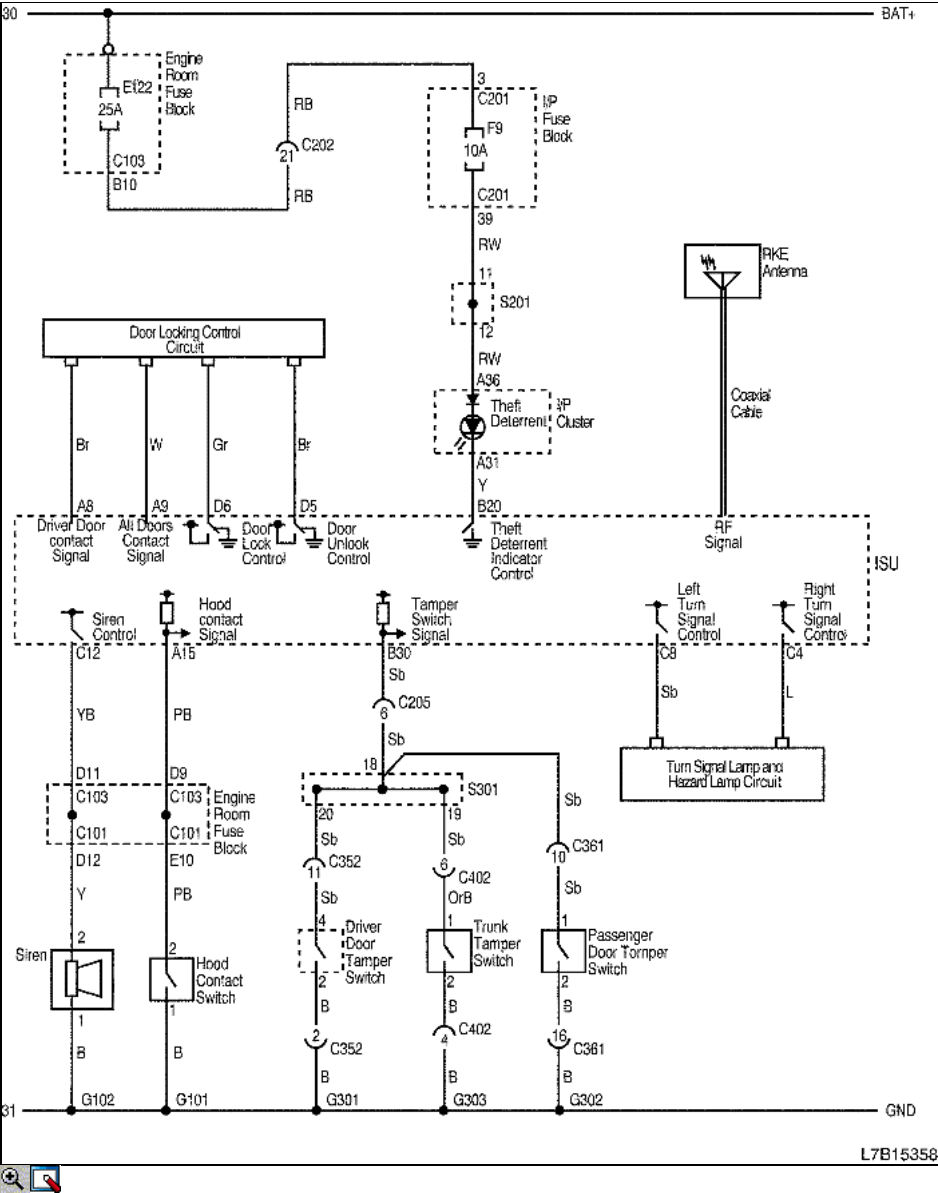 30
BAT+
Engine
Room
Fuse
Block
Ef22
25A
C103
B10
RB
C202
21
RB
3
C201
I/P
Fuse
Block
F9
10A
C201
39
RW
11
S201
12
RW
A36
Theft
Deterrent
I/P
Cluster
A31
Y
B20
RKE
Antenna
Coaxial
Cable
Door Locking Control
Circuit
Br
W
Gr
Br
A8
A9
D6
D5
Driver Door
contact
Signal
All Doors
Contact
Signal
Door
Lock
Control
Door
Unlook
Control
Theft
Deterrent
Indicator
Control
RF
Signal
ISU
Siren
Control
Hood
contact
Signal
Tamper
Switch
Signal
Left
Turn
Signal
Control
Right
Turn
Signal
Control
C12
A15
B30
C8
C4
Sb
C205
6
Sb
Sb
L
YB
PB
D11
D9
C103
C103
Engine
Room
Fuse
Block
C101
C101
D12
E10
Y
PB
18
S301
20
19
Turn Signal Lamp and
Hazard Lamp Circuit
Sb
Sb
Sb
C352
11
6
C402
10
C361
Sb
OrB
Sb
4
Driver
Door
Tamper
Switch
2
1
Trunk
Tamper
Switch
2
1
Passenger
Door Tomper
Switch
2
Siren
2
1
2
Hood
Contact
Switch
1
B
B
B
B
B
2
C352
4
C402
16
C361
B
B
B
31
G102
G101
G301
G303
G302
GND
L7B15358